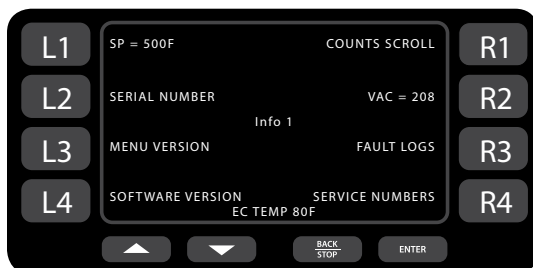 L1 SP = 500F COUNTS SCROLL R1
L2 SERIAL NUMBER VAC = 208 R2
Info 1
L3 MENU VERSION FAULT LOGS R3
L4 SOFTWARE VERSION SERVICE NUMBERS R4
EC TEMP 80F
BACK
STOP
ENTER